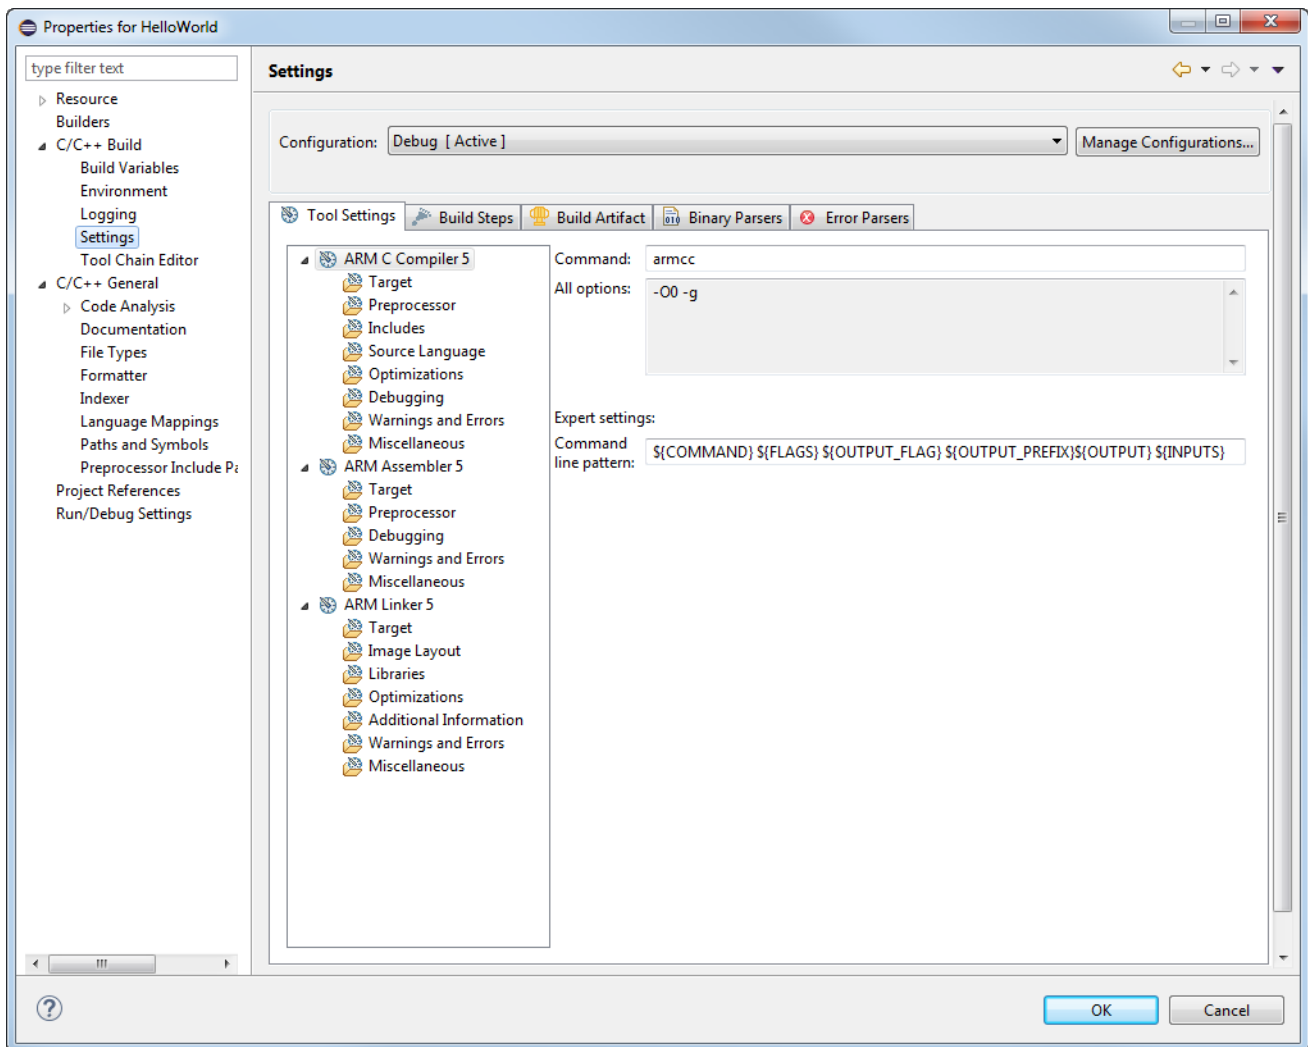 Properties for HelloWorld
type filter text
Resource
Builders
C/C++ Build
Build Variables
Environment
Logging
Settings
Tool Chain Editor
C/C++ General
Code Analysis
Documentation
File Types
Formatter
Indexer
Language Mappings
Paths and Symbols
Preprocessor Include Pa
Project References
Run/Debug Settings
Settings
Configuration: Debug [ Active ] Manage Configurations...
Tool Settings Build Steps Build Artifact Binary Parsers Error Parsers
ARM C Compiler 5
Target
Preprocessor
Includes
Source Language
Optimizations
Debugging
Warnings and Errors
Miscellaneous
ARM Assembler 5
Target
Preprocessor
Debugging
Warnings and Errors
Miscellaneous
ARM Linker 5
Target
Image Layout
Libraries
Optimizations
Additional Information
Warnings and Errors
Miscellaneous
Command: armcc
All options: -O0 -g
Expert settings:
Command
line pattern: ${COMMAND} ${FLAGS} ${OUTPUT_FLAG} ${OUTPUT_PREFIX}${OUTPUT} ${INPUTS}
OK Cancel